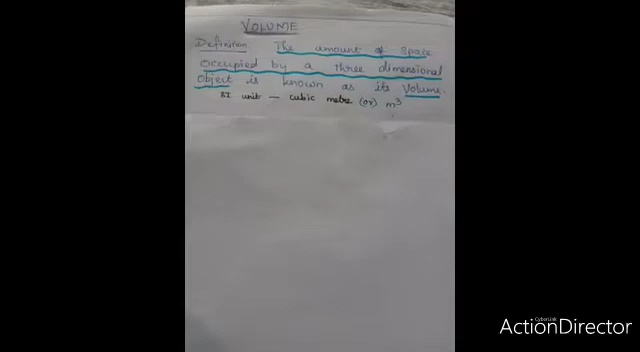 VOLUME
Definition The amount of space
occupied by a three dimensional
object is known as its Volume.
SI unit – cubic metre (or) m³
CyberLink
ActionDirector